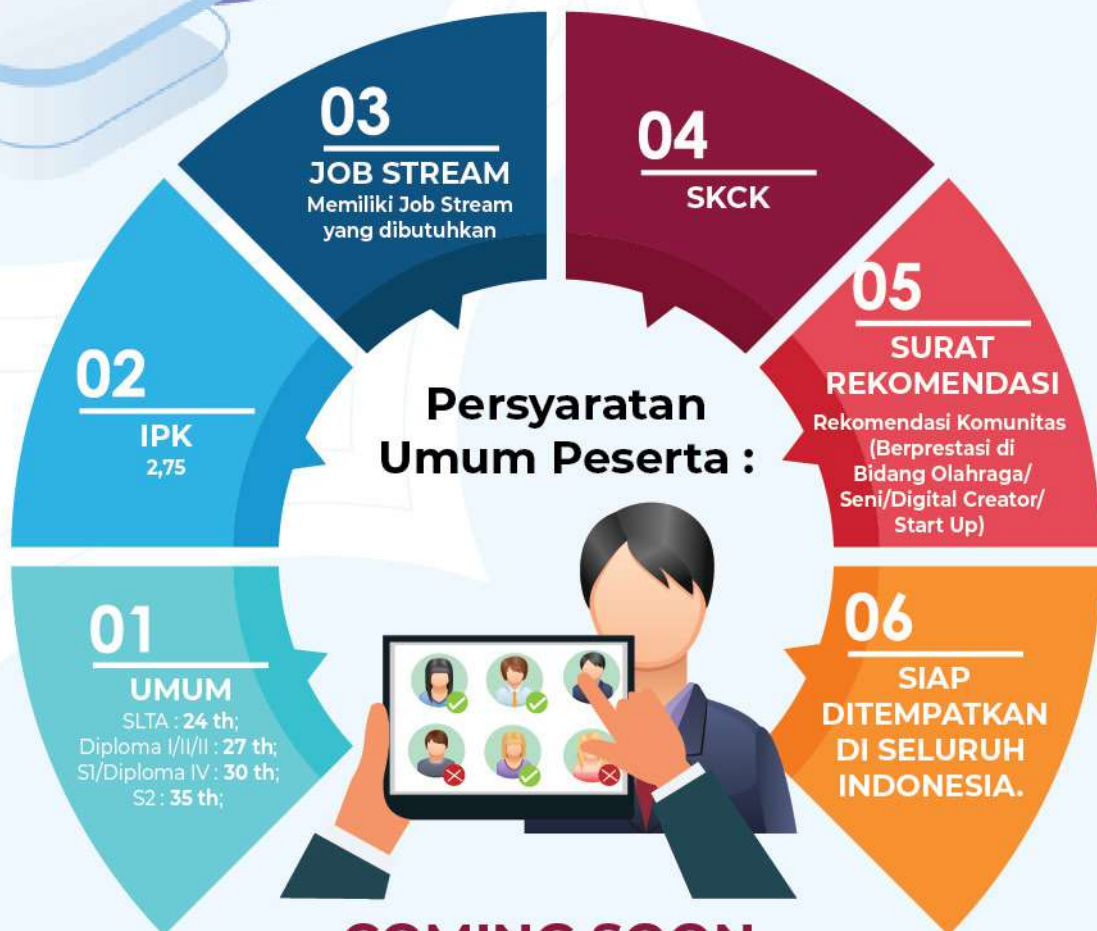 Persyaratan
Umum Peserta :
01
UMUM
SLTA : 24 th;
Diploma I/II/II : 27 th;
S1/Diploma IV : 30 th;
S2 : 35 th;
02
IPK
2,75
03
JOB STREAM
Memiliki Job Stream
yang dibutuhkan
04
SKCK
05
SURAT
REKOMENDASI
Rekomendasi Komunitas
(Berprestasi di
Bidang Olahraga/
Seni/Digital Creator/
Start Up)
06
SIAP
DITEMPATKAN
DI SELURUH
INDONESIA.
COMING SOON